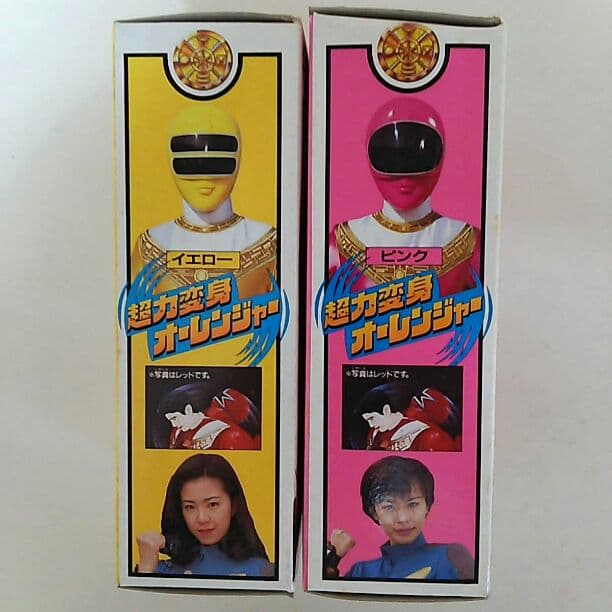 イエロー
超力変身
オーレンジャー
※写真はレッドです。
ピンク
超力変身
オーレンジャー
※写真はレッドです。